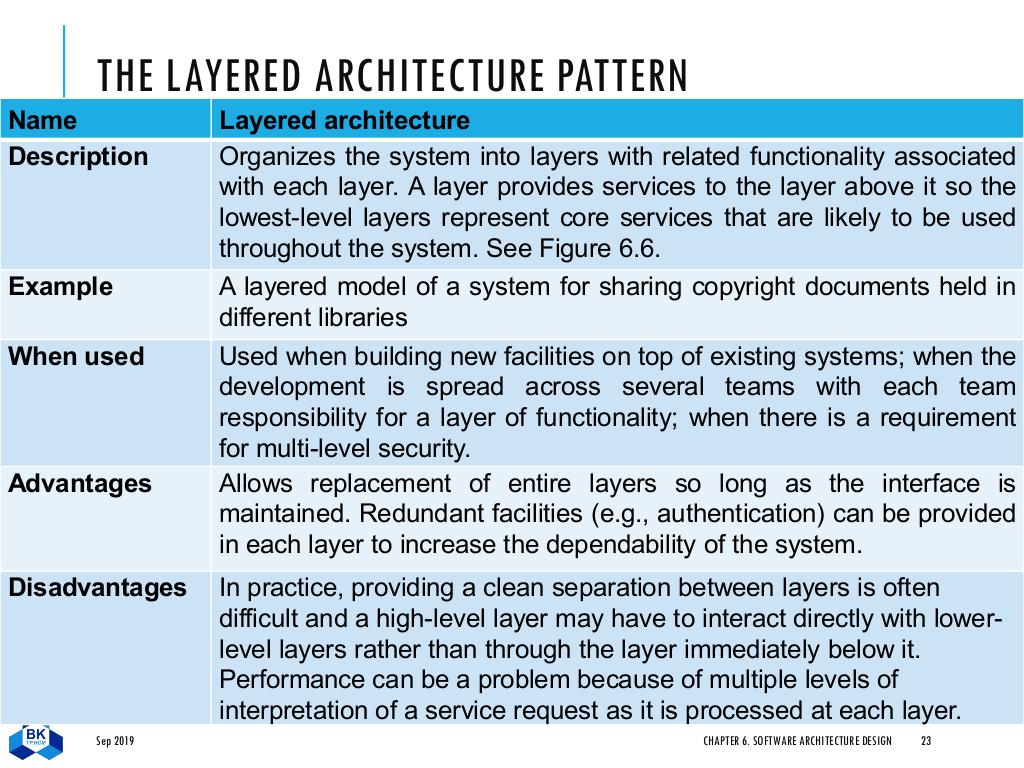 THE LAYERED ARCHITECTURE PATTERN
Name
Layered architecture
Description
Organizes the system into layers with related functionality associated
with each layer. A layer provides services to the layer above it so the
lowest-level layers represent core services that are likely to be used
throughout the system. See Figure 6.6.
Example
A layered model of a system for sharing copyright documents held in
different libraries
When used
Used when building new facilities on top of existing systems; when the
development is spread across several teams with each team
responsibility for a layer of functionality; when there is a requirement
for multi-level security.
Advantages
Allows replacement of entire layers so long as the interface is
maintained. Redundant facilities (e.g., authentication) can be provided
in each layer to increase the dependability of the system.
Disadvantages
In practice, providing a clean separation between layers is often
difficult and a high-level layer may have to interact directly with lower-
level layers rather than through the layer immediately below it.
Performance can be a problem because of multiple levels of
interpretation of a service request as it is processed at each layer.
BK
TP.HCM
Sep 2019
CHAPTER 6. SOFTWARE ARCHITECTURE DESIGN
23